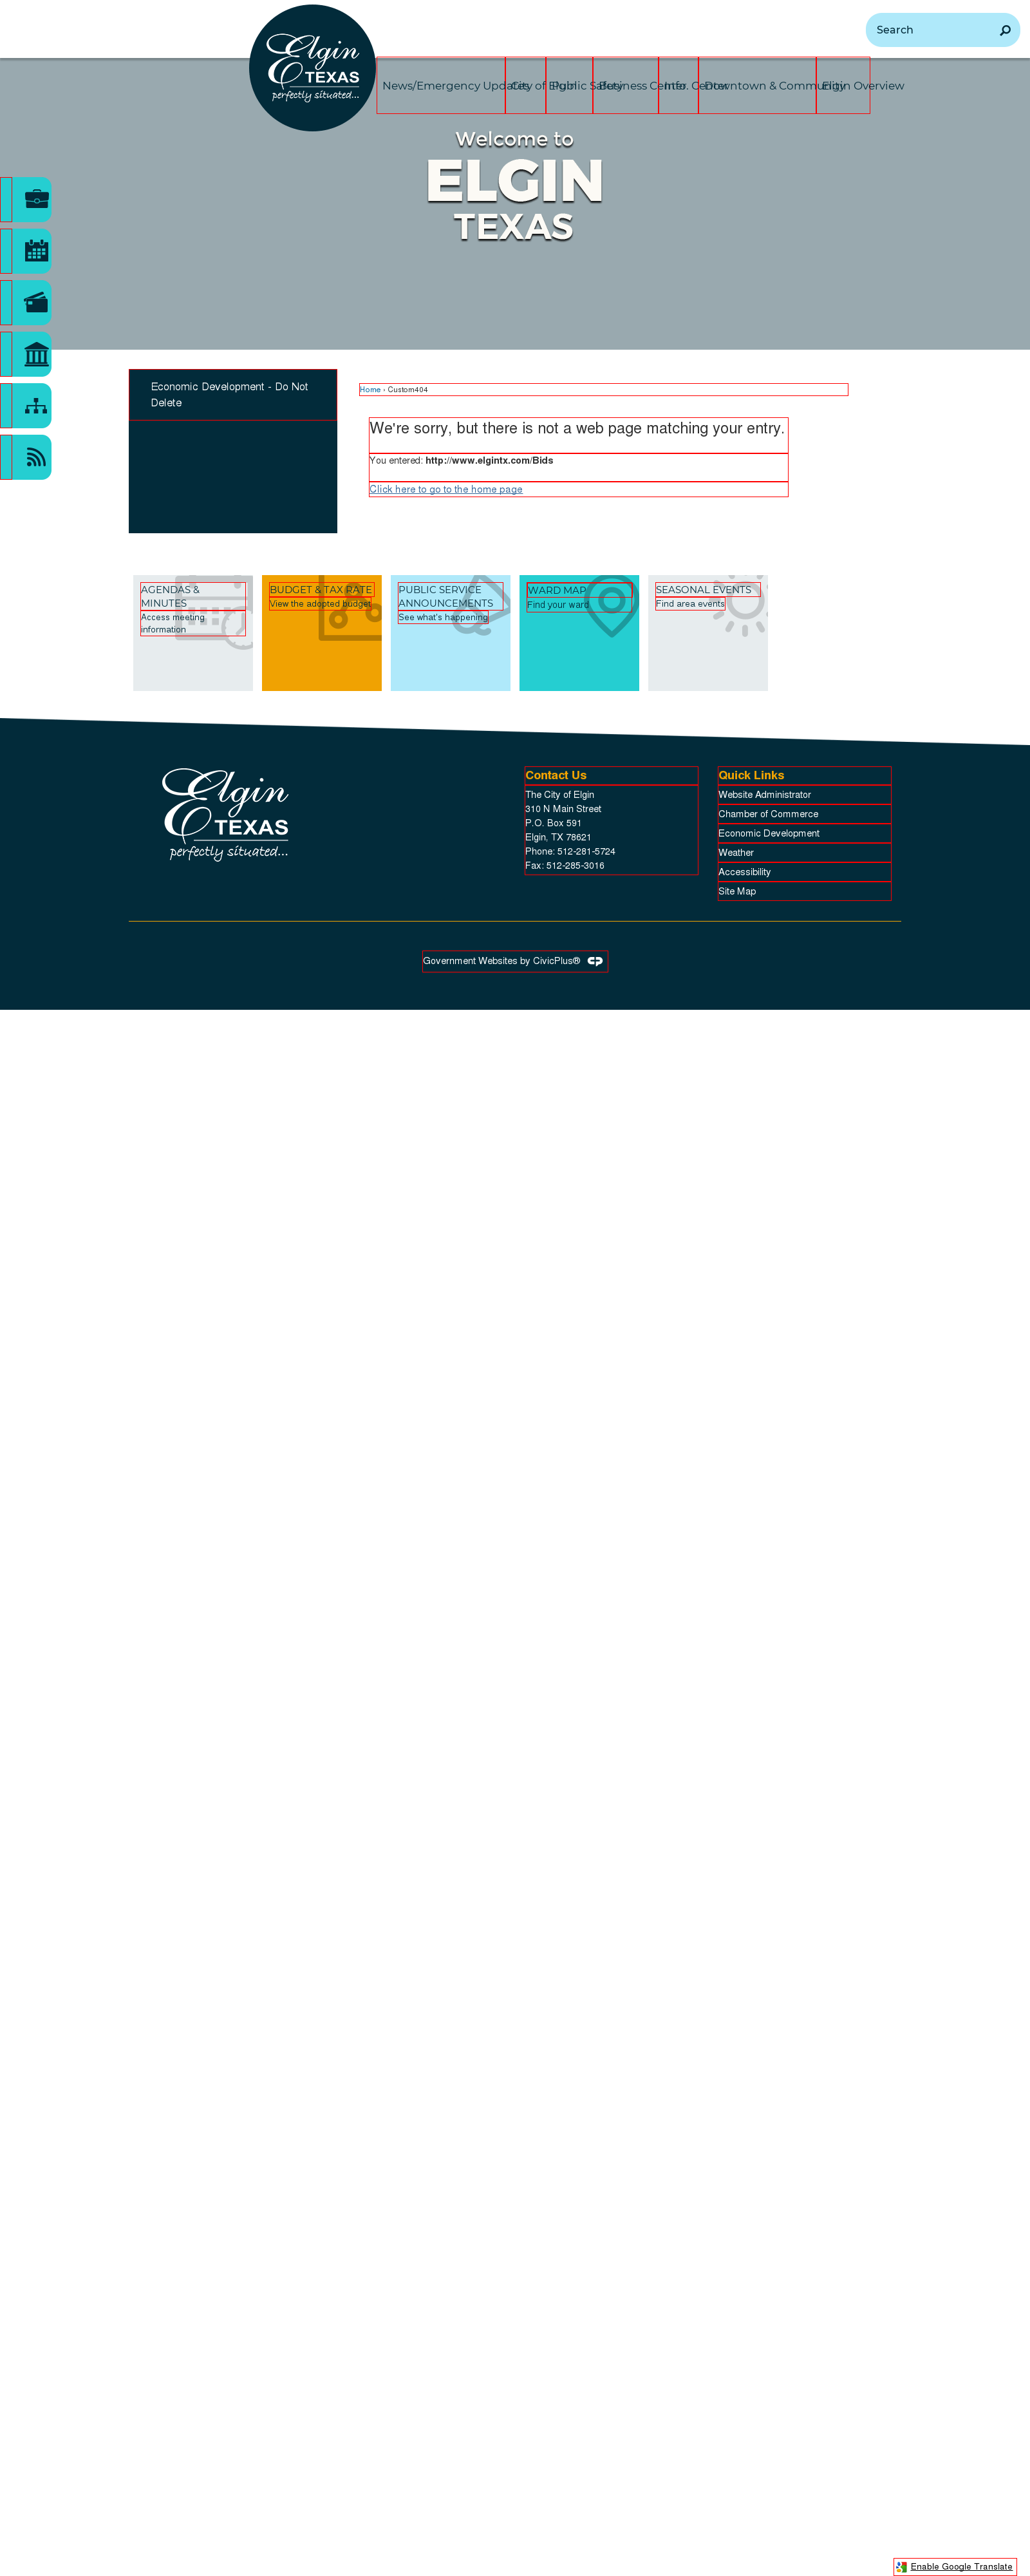 Elgin
TEXAS
perfectly situated...
Search
News/Emergency Updates
City of Elgin
Public Safety
Business Center
Info. Center
Downtown & Community
Elgin Overview
Welcome to
ELGIN
TEXAS
Economic Development - Do Not
Delete
Home › Custom404
We're sorry, but there is not a web page matching your entry.
You entered: http://www.elgintx.com/Bids
Click here to go to the home page
AGENDAS &
MINUTES
Access meeting
information
BUDGET & TAX RATE
View the adopted budget
PUBLIC SERVICE
ANNOUNCEMENTS
See what's happening
WARD MAP
Find your ward
SEASONAL EVENTS
Find area events
Elgin
TEXAS
perfectly situated...
Contact Us
The City of Elgin
310 N Main Street
P.O. Box 591
Elgin, TX 78621
Phone: 512-281-5724
Fax: 512-285-3016
Quick Links
Website Administrator
Chamber of Commerce
Economic Development
Weather
Accessibility
Site Map
Government Websites by CivicPlus®
Enable Google Translate